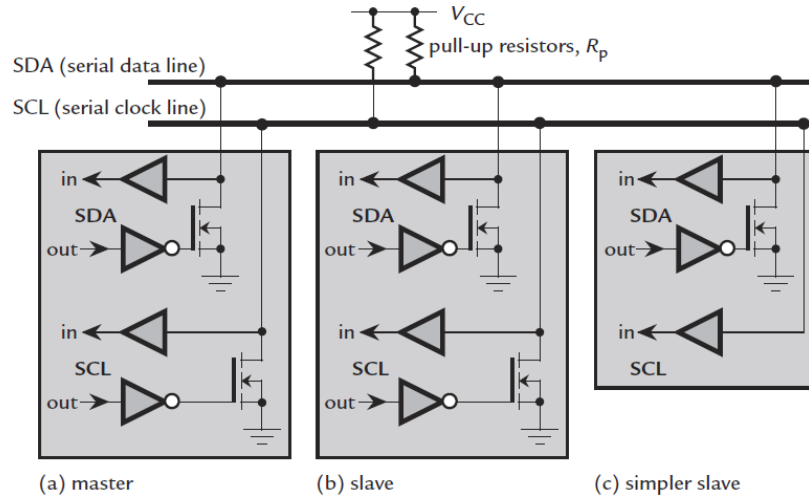 V_CC
pull-up resistors, R_p
SDA (serial data line)
SCL (serial clock line)
in
SDA
out
in
SCL
out
in
SDA
out
in
SCL
out
in
SDA
out
in
SCL
(a) master
(b) slave
(c) simpler slave